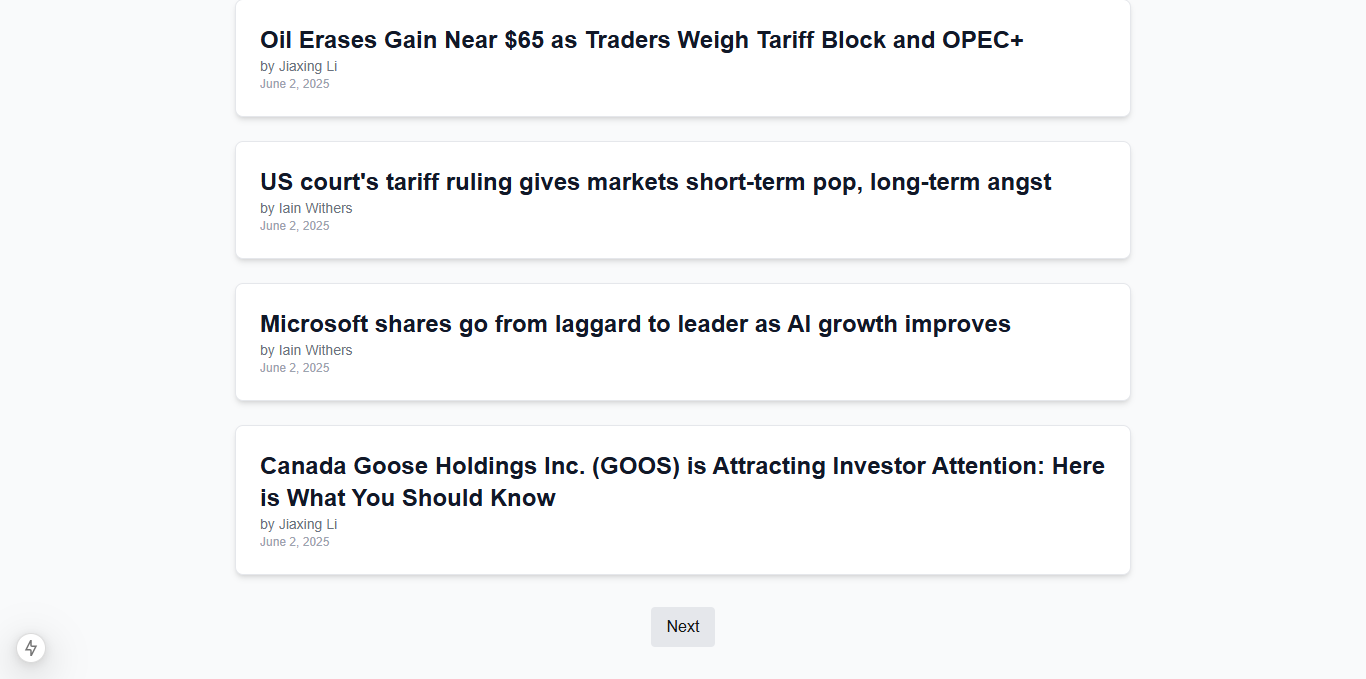 Oil Erases Gain Near $65 as Traders Weigh Tariff Block and OPEC+
by Jiaxing Li
June 2, 2025
US court's tariff ruling gives markets short-term pop, long-term angst
by Iain Withers
June 2, 2025
Microsoft shares go from laggard to leader as AI growth improves
by Iain Withers
June 2, 2025
Canada Goose Holdings Inc. (GOOS) is Attracting Investor Attention: Here
is What You Should Know
by Jiaxing Li
June 2, 2025
Next